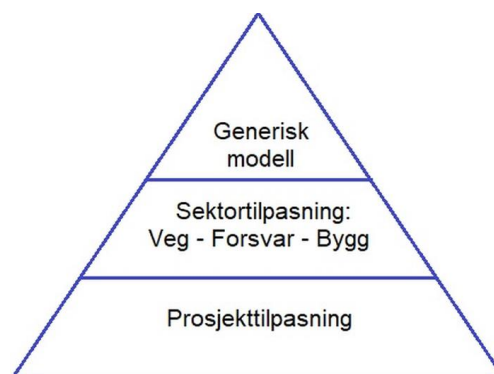 Generisk
modell
Sektortilpasning:
Veg - Forsvar - Bygg
Prosjekttilpasning